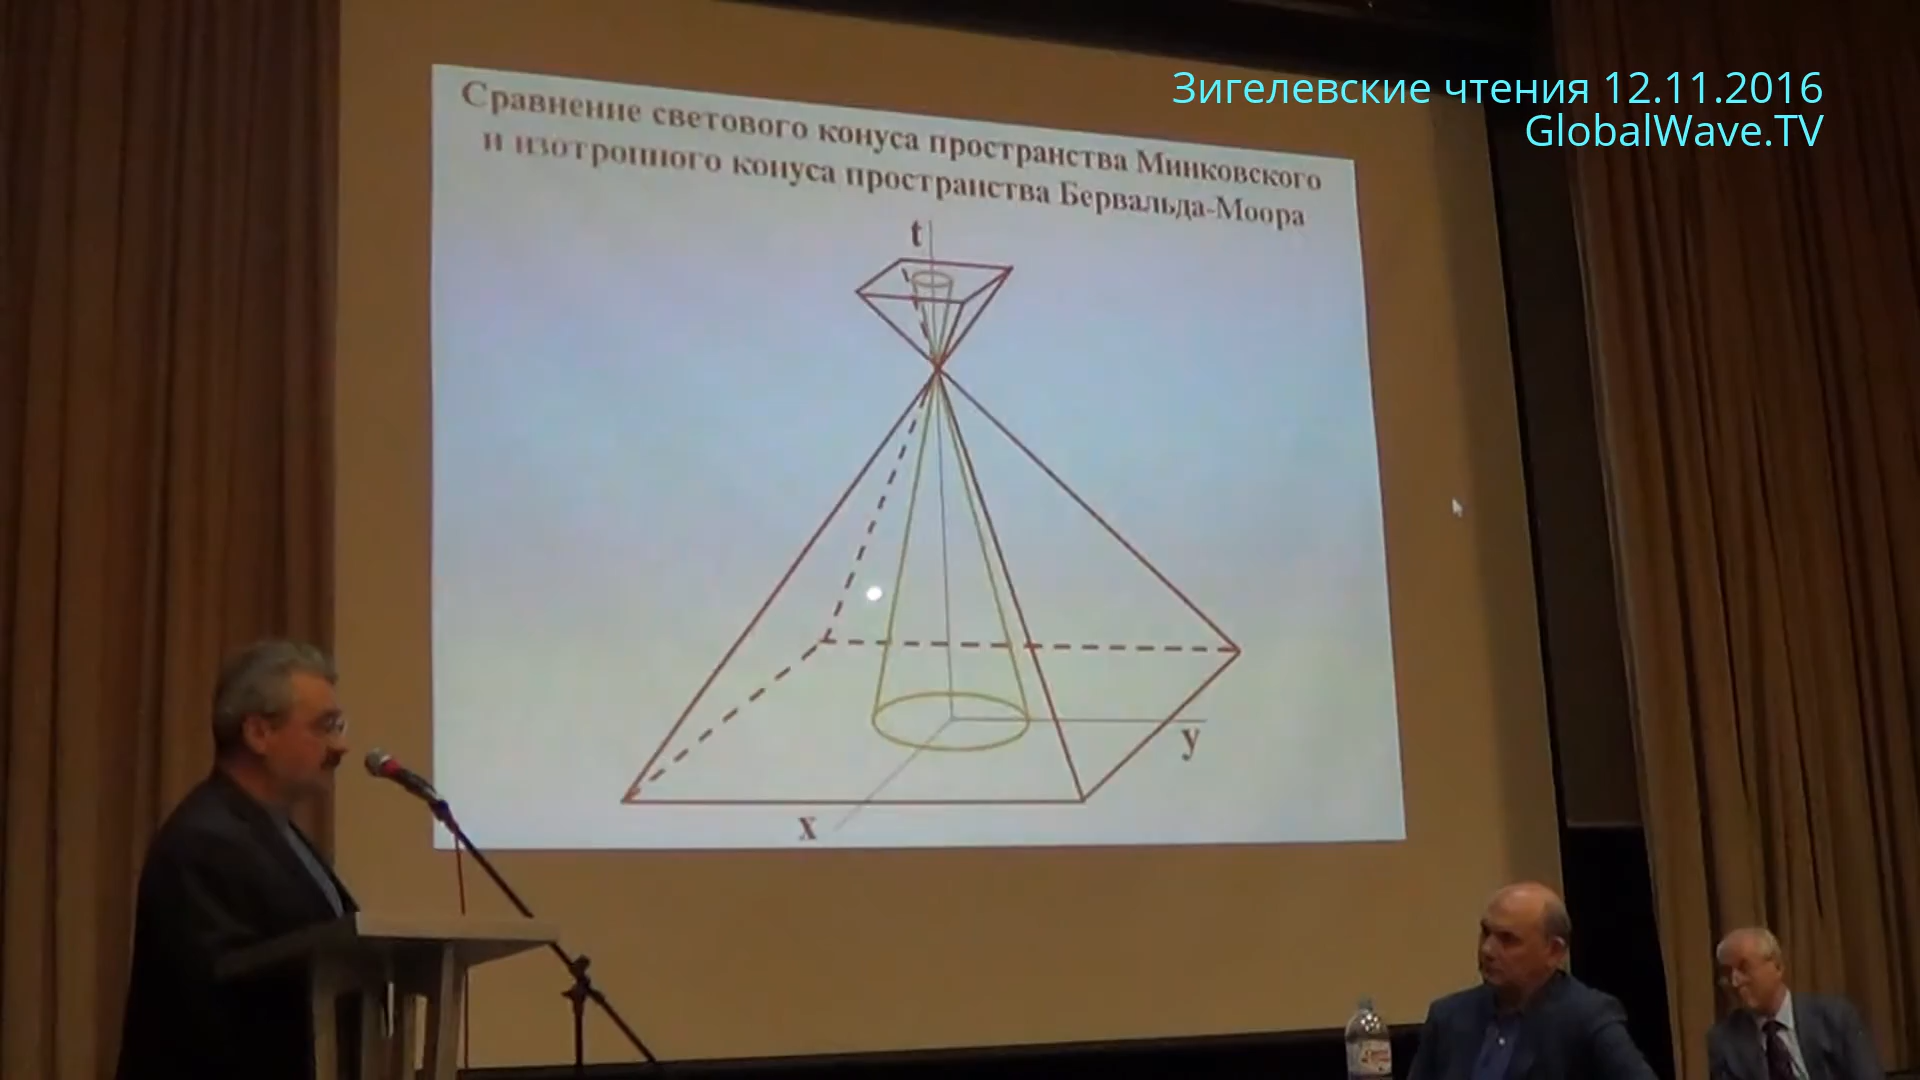 Зигелевские чтения 12.11.2016
GlobalWave.TV
Сравнение светового конуса пространства Минковского
и изотропного конуса пространства Бервальда-Моора
t
y
x